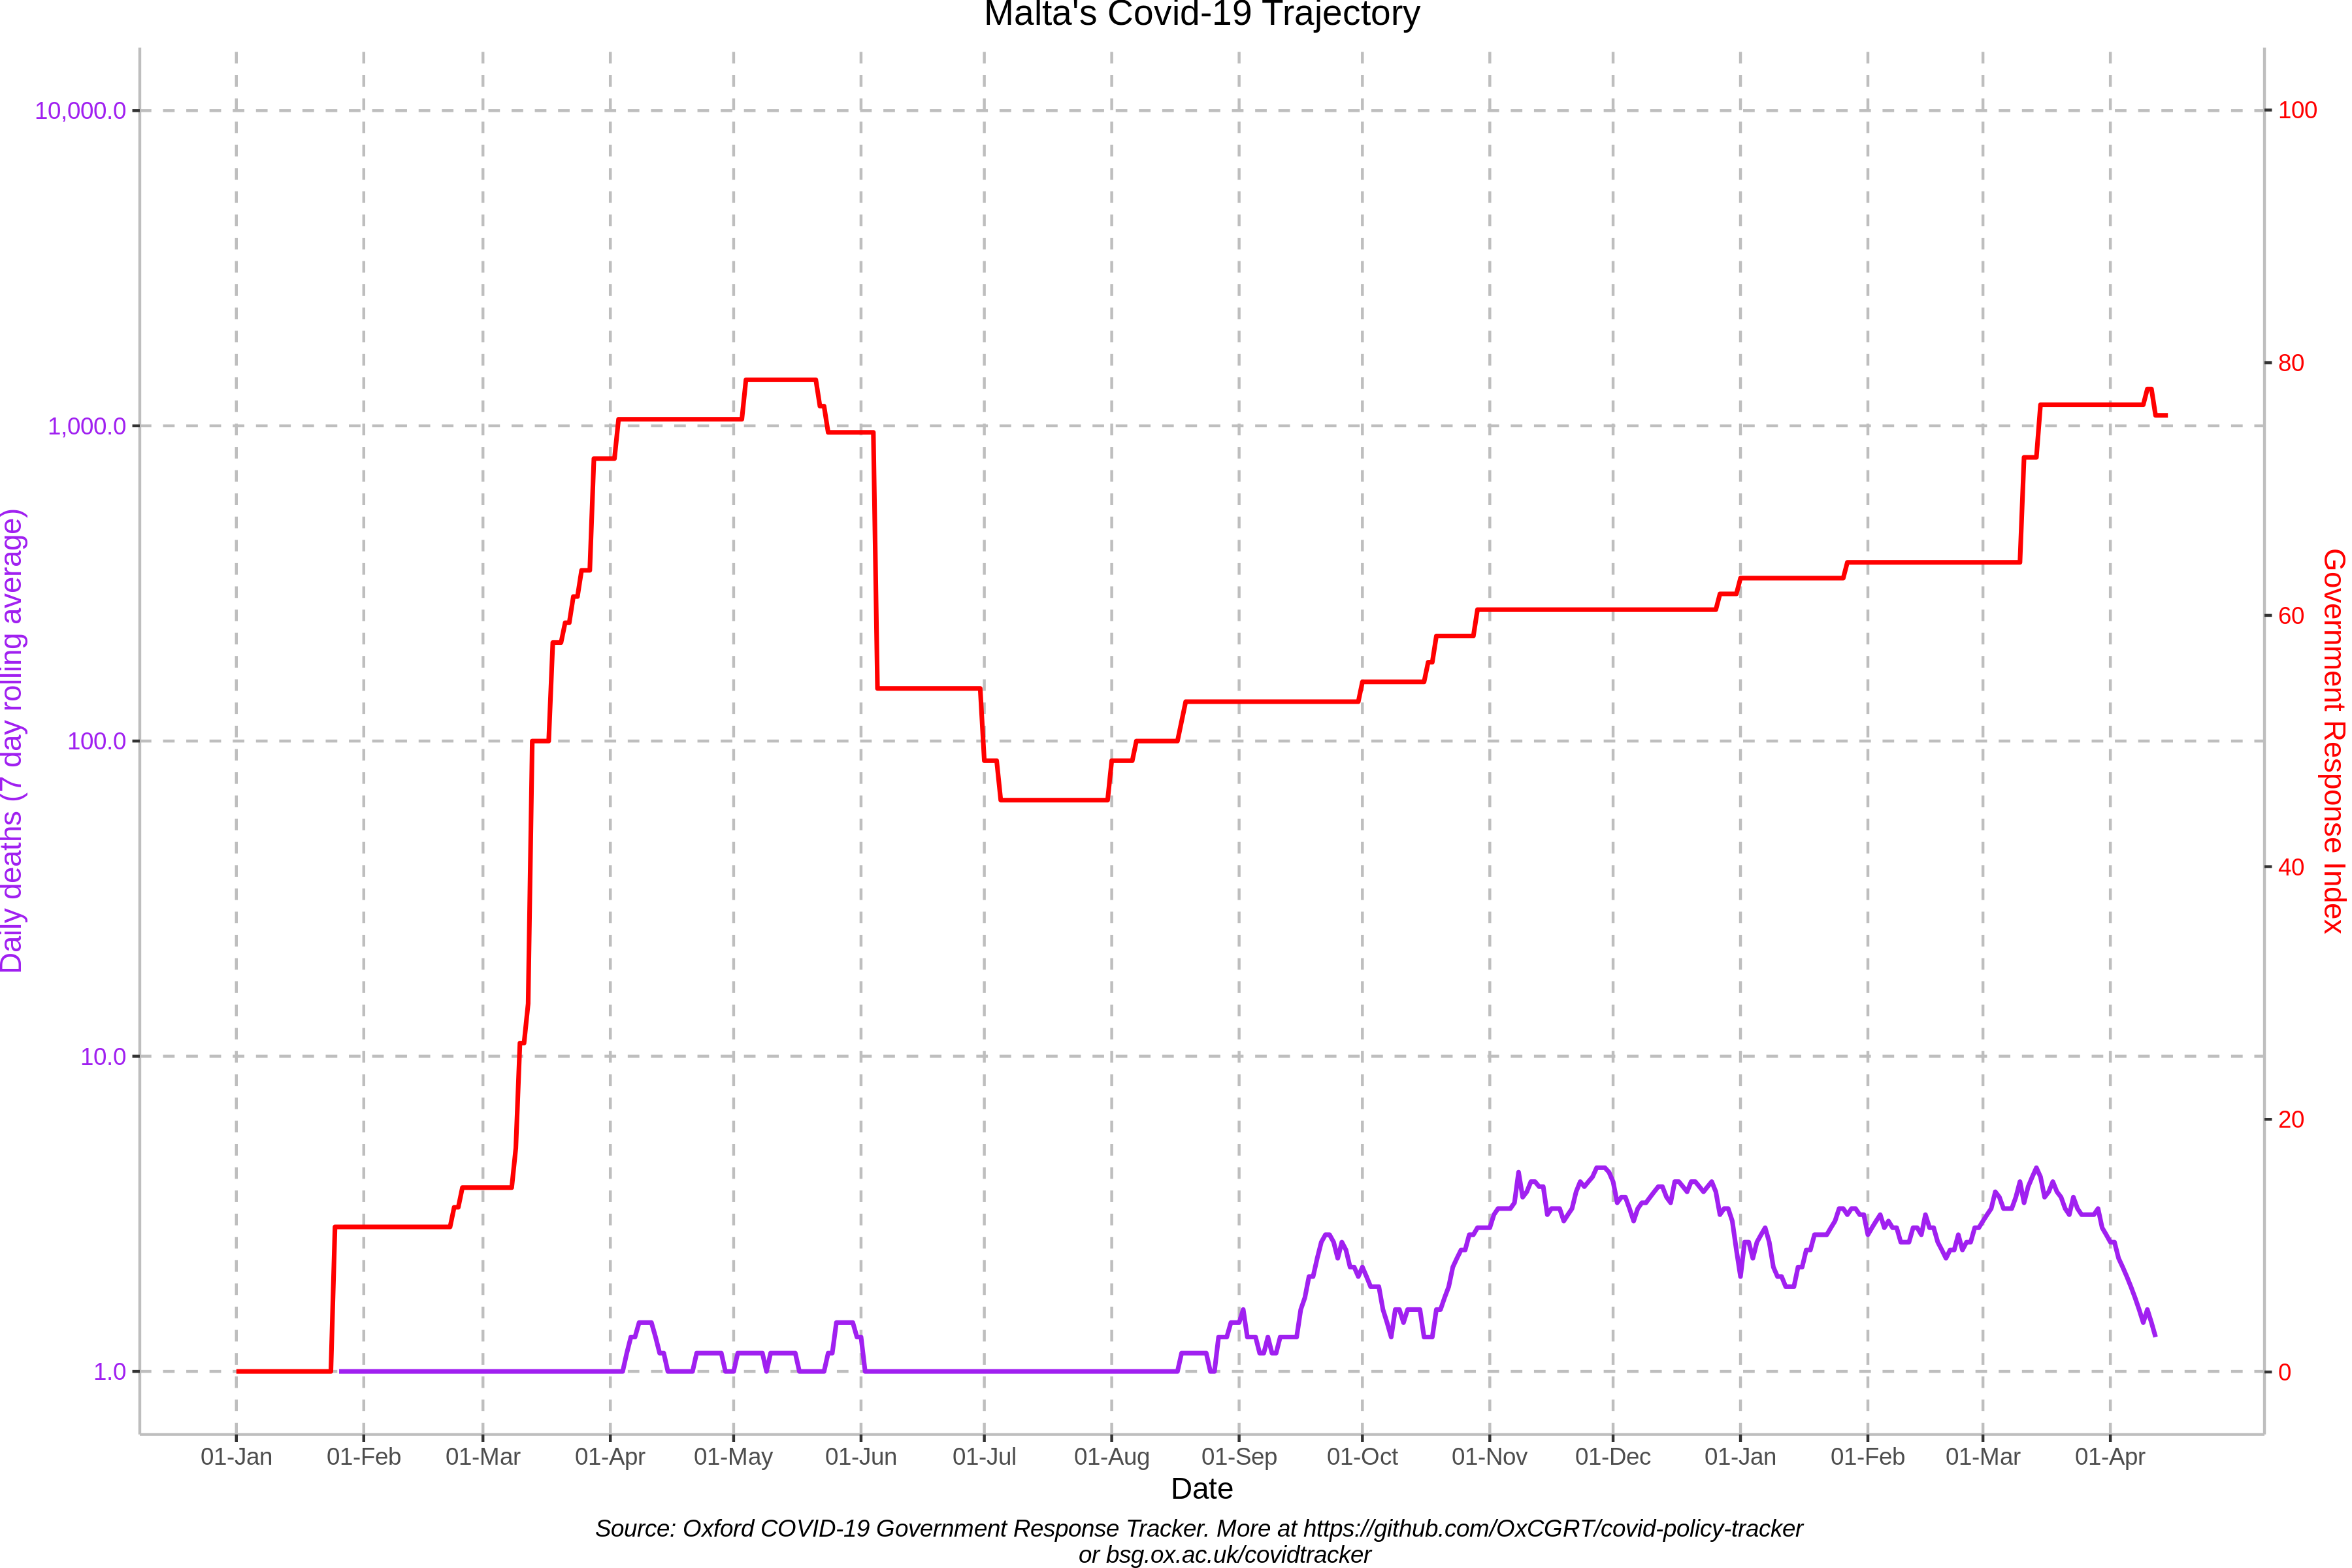 Malta's Covid-19 Trajectory
10,000.0
1,000.0
100.0
10.0
1.0
Daily deaths (7 day rolling average)
100
80
60
40
20
0
Government Response Index
01-Jan 01-Feb 01-Mar 01-Apr 01-May 01-Jun 01-Jul 01-Aug 01-Sep 01-Oct 01-Nov 01-Dec 01-Jan 01-Feb 01-Mar 01-Apr
Date
Source: Oxford COVID-19 Government Response Tracker. More at https://github.com/OxCGRT/covid-policy-tracker
or bsg.ox.ac.uk/covidtracker